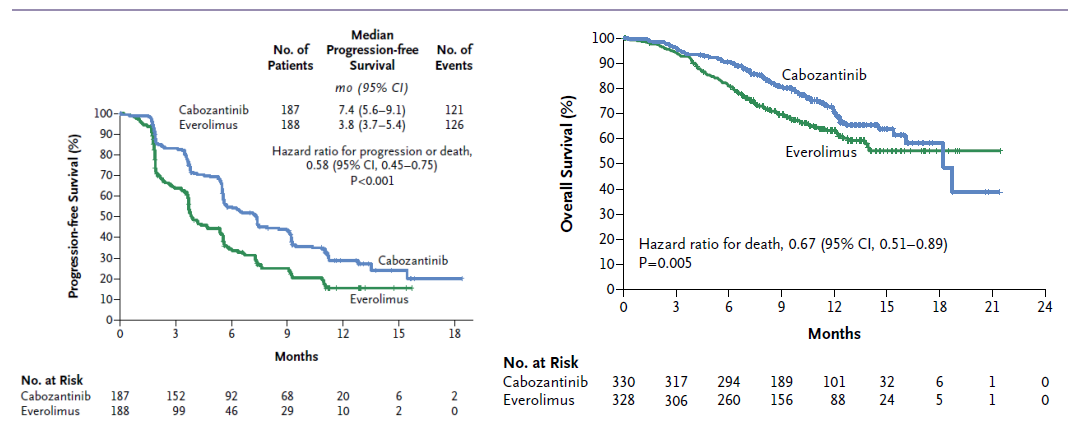 Median
No. of Progression-free No. of
Patients Survival Events
mo (95% CI)
Cabozantinib 187 7.4 (5.6–9.1) 121
Everolimus 188 3.8 (3.7–5.4) 126
Hazard ratio for progression or death,
0.58 (95% CI, 0.45–0.75)
P<0.001
Progression-free Survival (%)
100
90
80
70
60
50
40
30
20
10
0
Cabozantinib
Everolimus
0 3 6 9 12 15 18
Months
No. at Risk
Cabozantinib 187 152 92 68 20 6 2
Everolimus 188 99 46 29 10 2 0
Overall Survival (%)
100
90
80
70
60
50
40
30
20
10
0
Cabozantinib
Everolimus
Hazard ratio for death, 0.67 (95% CI, 0.51–0.89)
P=0.005
0 3 6 9 12 15 18 21 24
Months
No. at Risk
Cabozantinib 330 317 294 189 101 32 6 1 0
Everolimus 328 306 260 156 88 24 5 1 0